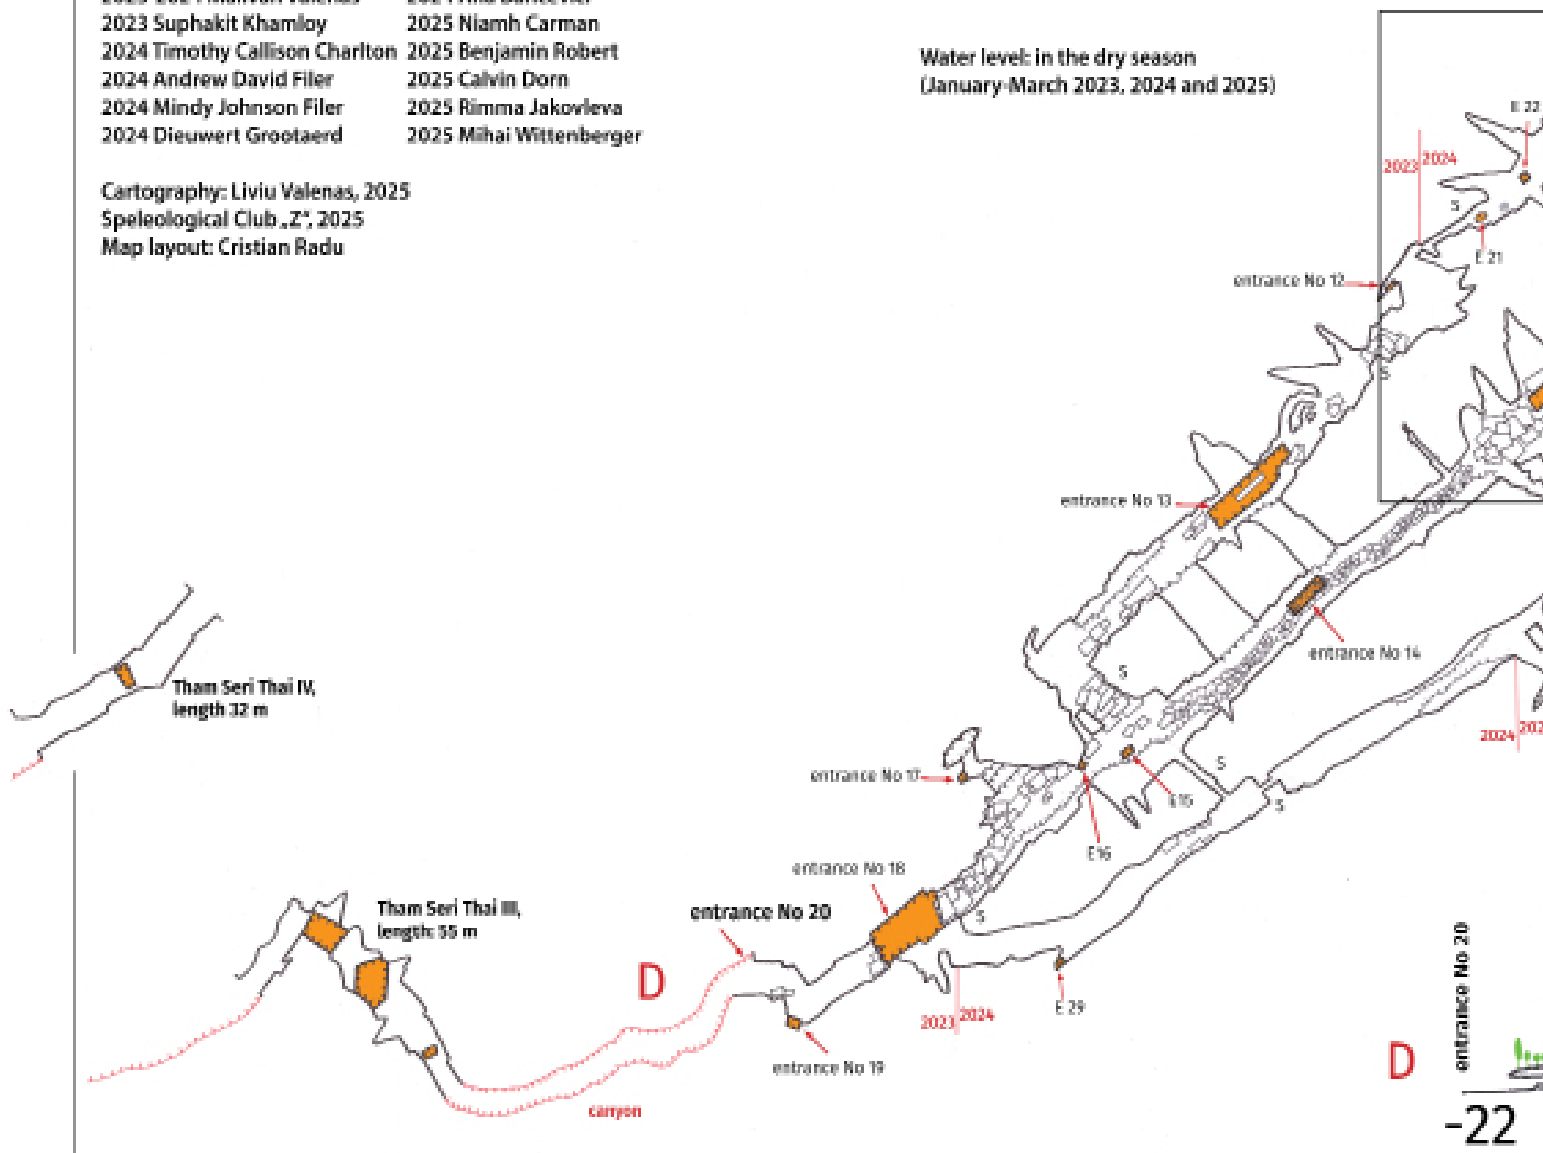 2023 Suphakit Khamloy
2024 Timothy Callison Charlton
2024 Andrew David Filer
2024 Mindy Johnson Filer
2024 Dieuwert Grootaerd
2025 Niamh Carman
2025 Benjamin Robert
2025 Calvin Dorn
2025 Rimma Jakovleva
2025 Mihai Wittenberger
Cartography: Liviu Valenas, 2025
Speleological Club „Z“, 2025
Map layout: Cristian Radu
Water level: in the dry season
(January-March 2023, 2024 and 2025)
E 22
2023 2024
S
E 21
entrance No 12
S
entrance No 13
entrance No 14
S
Tham Seri Thai IV,
length 32 m
2024
S
entrance No 17
S
E15
E16
entrance No 18
Tham Seri Thai III,
length: 55 m
entrance No 20
S
D
2023 2024
E 29
entrance No 19
canyon
entrance No 20
D
-22